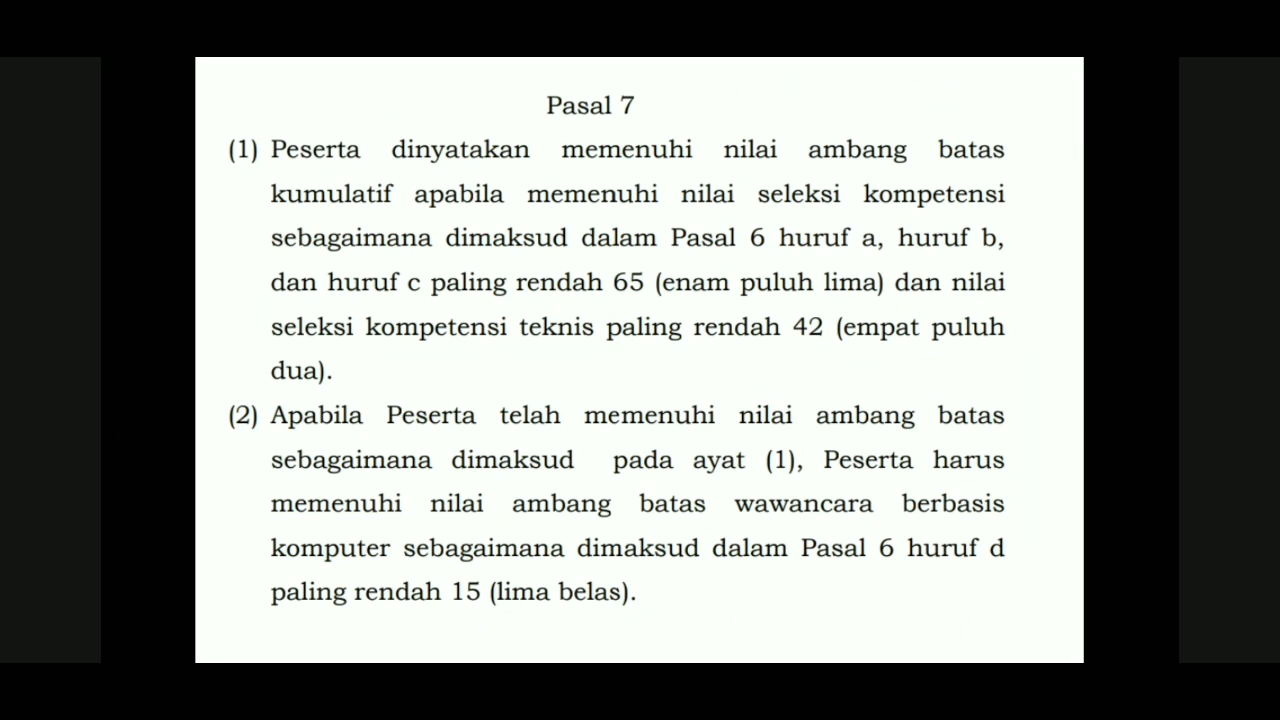 Pasal 7
(1) Peserta dinyatakan memenuhi nilai ambang batas
kumulatif apabila memenuhi nilai seleksi kompetensi
sebagaimana dimaksud dalam Pasal 6 huruf a, huruf b,
dan huruf c paling rendah 65 (enam puluh lima) dan nilai
seleksi kompetensi teknis paling rendah 42 (empat puluh
dua).
(2) Apabila Peserta telah memenuhi nilai ambang batas
sebagaimana dimaksud pada ayat (1), Peserta harus
memenuhi nilai ambang batas wawancara berbasis
komputer sebagaimana dimaksud dalam Pasal 6 huruf d
paling rendah 15 (lima belas).